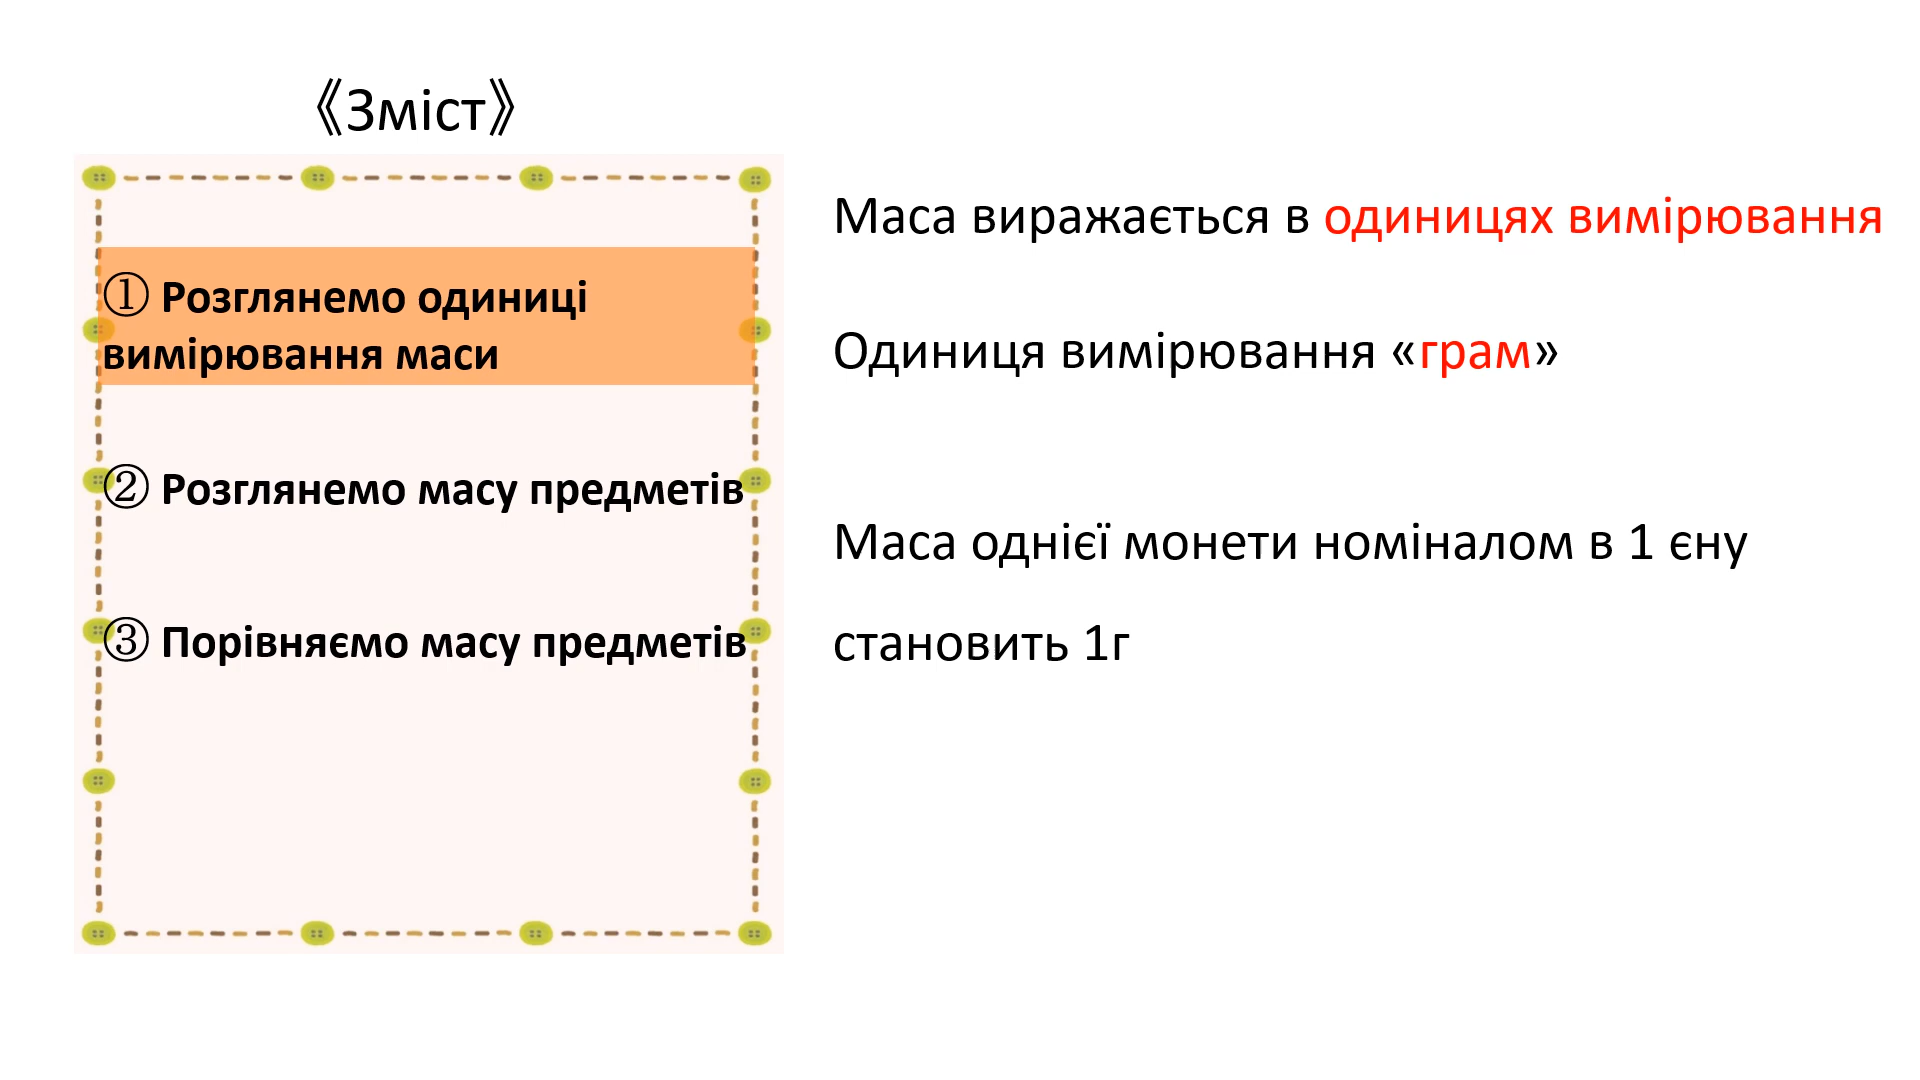 《Зміст》
① Розглянемо одиниці
вимірювання маси
② Розглянемо масу предметів
③ Порівняємо масу предметів
Маса виражається в одиницях вимірювання
Одиниця вимірювання «грам»
Маса однієї монети номіналом в 1 єну
становить 1г